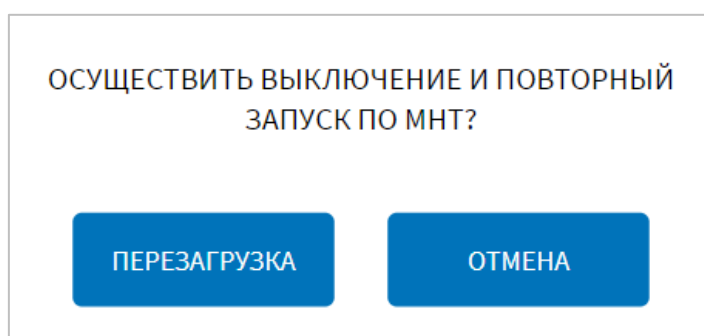 ОСУЩЕСТВИТЬ ВЫКЛЮЧЕНИЕ И ПОВТОРНЫЙ
ЗАПУСК ПО МНТ?
ПЕРЕЗАГРУЗКА
ОТМЕНА